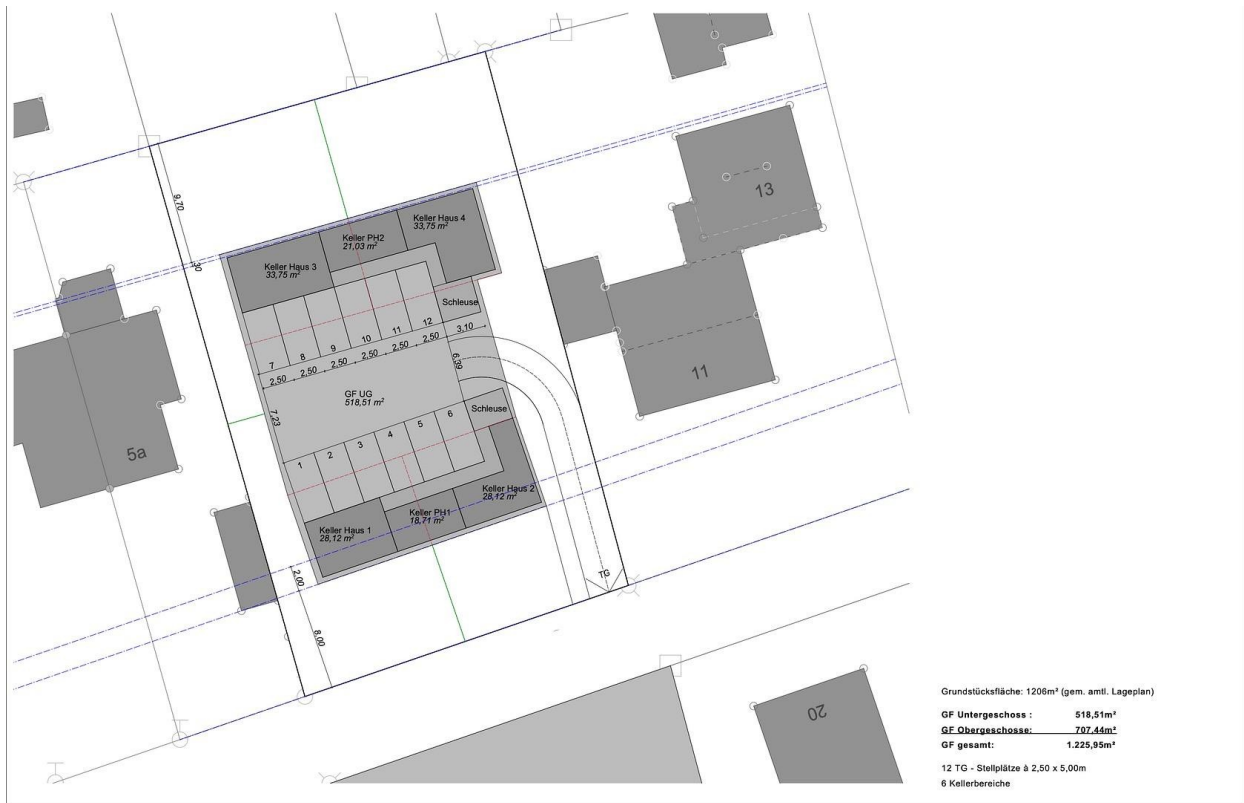 9,70
,30
13
Keller Haus 4
33,75 m²
Keller PH2
21,03 m²
Keller Haus 3
33,75 m²
Schleuse
7 8 9 10 11 12
3,10
2,50 2,50 2,50 2,50 2,50 2,50
6,39
11
GF UG
518,51 m²
7,23
Schleuse
1 2 3 4 5 6
5a
Keller Haus 2
28,12 m²
Keller PH1
18,71 m²
Keller Haus 1
28,12 m²
TG
2,00
8,00
20
Grundstücksfläche: 1206m² (gem. amtl. Lageplan)
GF Untergeschoss : 518,51m²
GF Obergeschosse: 707,44m²
GF gesamt: 1.225,95m²
12 TG - Stellplätze à 2,50 x 5,00m
6 Kellerbereiche